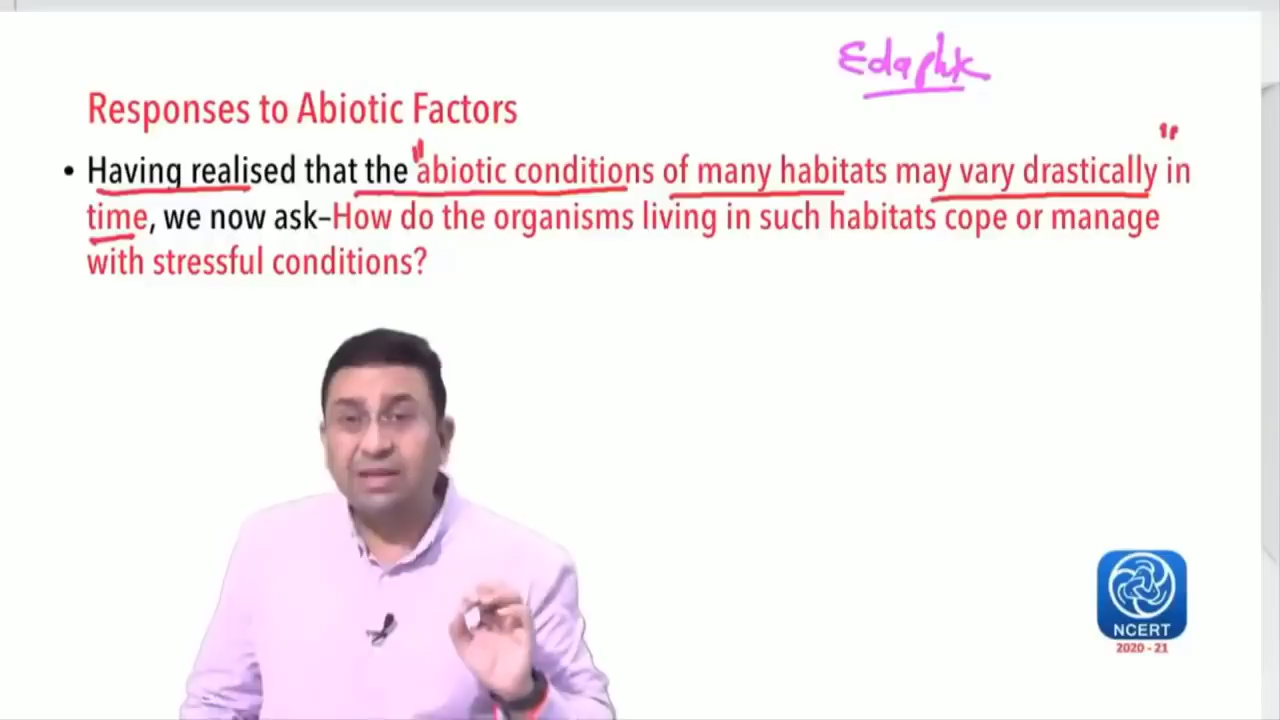 Edaphic
Responses to Abiotic Factors
• Having realised that the "abiotic conditions of many habitats may vary drastically" in
time, we now ask–How do the organisms living in such habitats cope or manage
with stressful conditions?
NCERT
2020 - 21